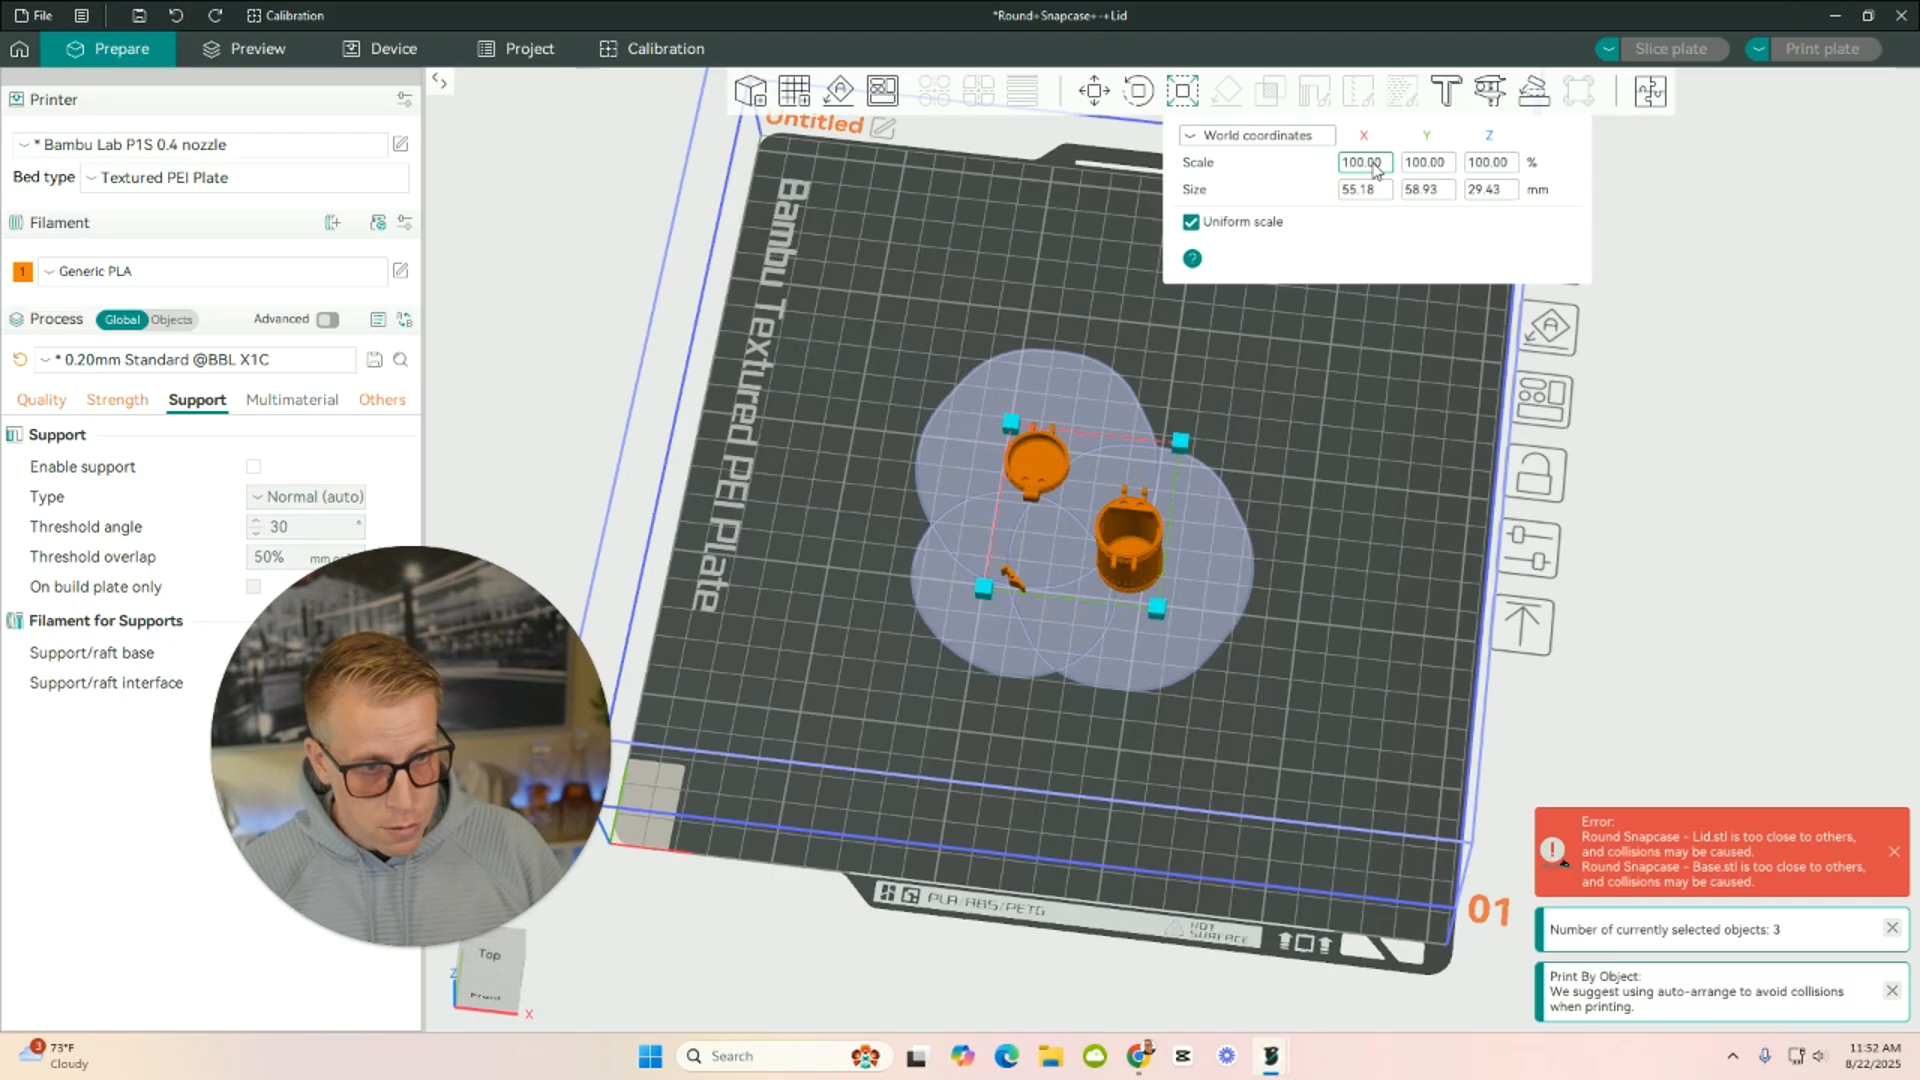 File
Calibration
*Round+Snapcase+-+Lid
Prepare
Preview
Device
Project
Calibration
Slice plate
Print plate
Printer
* Bambu Lab P1S 0.4 nozzle
Bed type
Textured PEI Plate
Filament
1
Generic PLA
Process
Global
Objects
Advanced
* 0.20mm Standard @BBL X1C
Quality
Strength
Support
Multimaterial
Others
Support
Enable support
Type
Normal (auto)
Threshold angle
30
°
Threshold overlap
50%
On build plate only
Filament for Supports
Support/raft base
Support/raft interface
Untitled
World coordinates
X
Y
Z
Scale
100.00
100.00
100.00
%
Size
55.18
58.93
29.43
mm
Uniform scale
?
Bambu Textured PEI Plate
PLA/ABS/PETG
HOT
SURFACE
01
Top
Front
Z
X
Error:
Round Snapcase - Lid.stl is too close to others,
and collisions may be caused.
Round Snapcase - Base.stl is too close to others,
and collisions may be caused.
Number of currently selected objects: 3
Print By Object:
We suggest using auto-arrange to avoid collisions
when printing.
3
73°F
Cloudy
Search
11:52 AM
8/22/2025